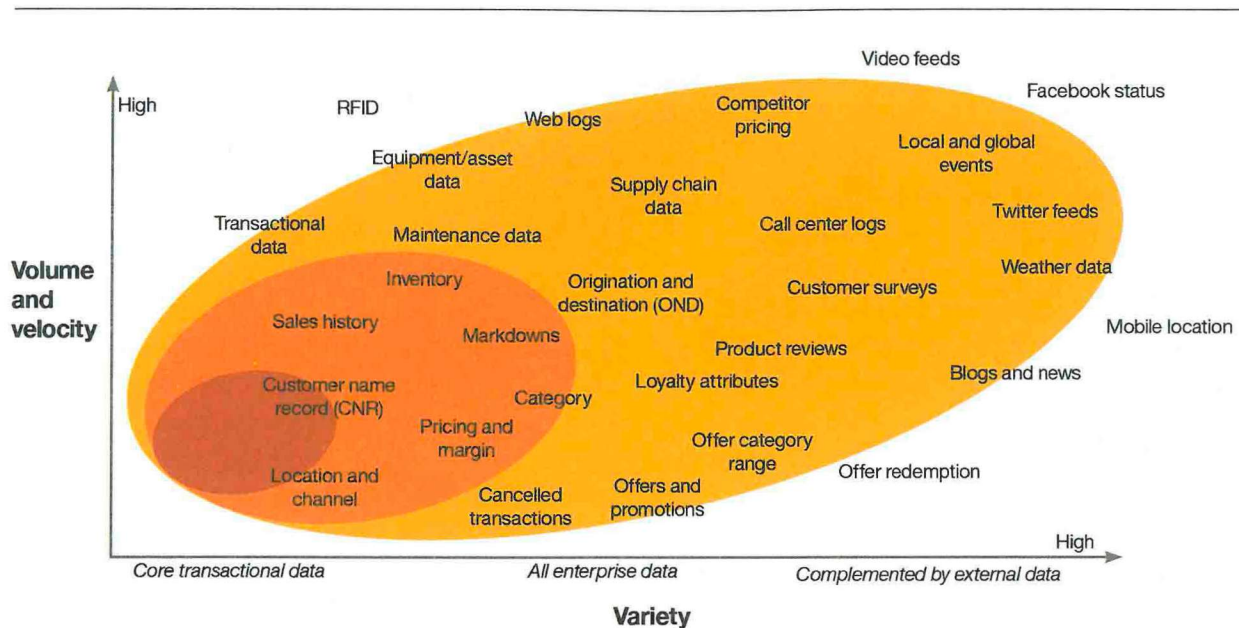 Video feeds
Facebook status
High
RFID
Web logs
Competitor
pricing
Local and global
events
Equipment/asset
data
Supply chain
data
Transactional
data
Maintenance data
Call center logs
Twitter feeds
Weather data
Volume
and
velocity
Inventory
Origination and
destination (OND)
Customer surveys
Sales history
Markdowns
Mobile location
Product reviews
Customer name
record (CNR)
Category
Loyalty attributes
Blogs and news
Pricing and
margin
Offer category
range
Offer redemption
Location and
channel
Cancelled
transactions
Offers and
promotions
High
Core transactional data
All enterprise data
Complemented by external data
Variety